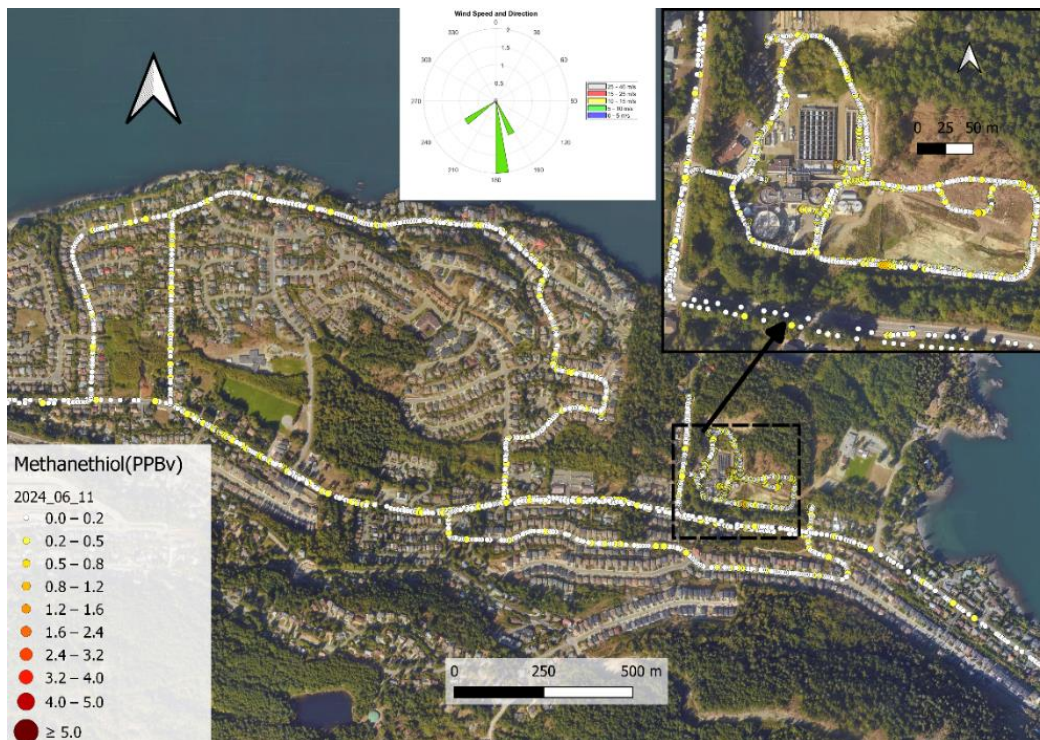 Wind Speed and Direction
0
330
30
2
1.5
300
60
1
0.5
270
90
25 - 40 m/s
15 - 25 m/s
10 - 15 m/s
5 - 10 m/s
0 - 5 m/s
240
120
210
150
180
0 25 50 m
Methanethiol(PPBv)
2024_06_11
0.0 – 0.2
0.2 – 0.5
0.5 – 0.8
0.8 – 1.2
1.2 – 1.6
1.6 – 2.4
2.4 – 3.2
3.2 – 4.0
4.0 – 5.0
≥ 5.0
0 250 500 m